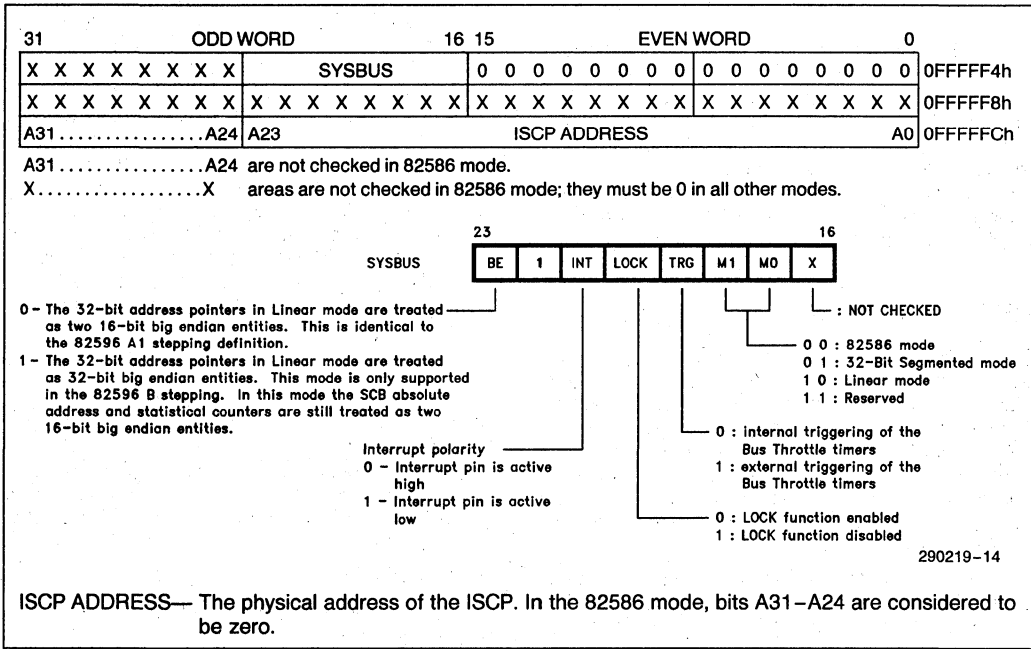 31 ODD WORD 16 15 EVEN WORD 0
X X X X X X X X SYSBUS 0 0 0 0 0 0 0 0 0 0 0 0 0 0 0 0 0FFFFF4h
X X X X X X X X X X X X X X X X X X X X X X X X X X X X X X X X 0FFFFF8h
A31................A24 A23 ISCP ADDRESS A0 0FFFFFCh
A31................A24 are not checked in 82586 mode.
X..................X areas are not checked in 82586 mode; they must be 0 in all other modes.
23 16
SYSBUS BE 1 INT LOCK TRG M1 M0 X
0 - The 32-bit address pointers in Linear mode are treated
as two 16-bit big endian entities. This is identical to
the 82596 A1 stepping definition.
1 - The 32-bit address pointers in Linear mode are treated
as 32-bit big endian entities. This mode is only supported
in the 82596 B stepping. In this mode the SCB absolute
address and statistical counters are still treated as two
16-bit big endian entities.
Interrupt polarity
0 - Interrupt pin is active
high
1 - Interrupt pin is active
low
: NOT CHECKED
0 0 : 82586 mode
0 1 : 32-Bit Segmented mode
1 0 : Linear mode
1 1 : Reserved
0 : internal triggering of the
Bus Throttle timers
1 : external triggering of the
Bus Throttle timers
0 : LOCK function enabled
1 : LOCK function disabled
290219-14
ISCP ADDRESS— The physical address of the ISCP. In the 82586 mode, bits A31–A24 are considered to
be zero.